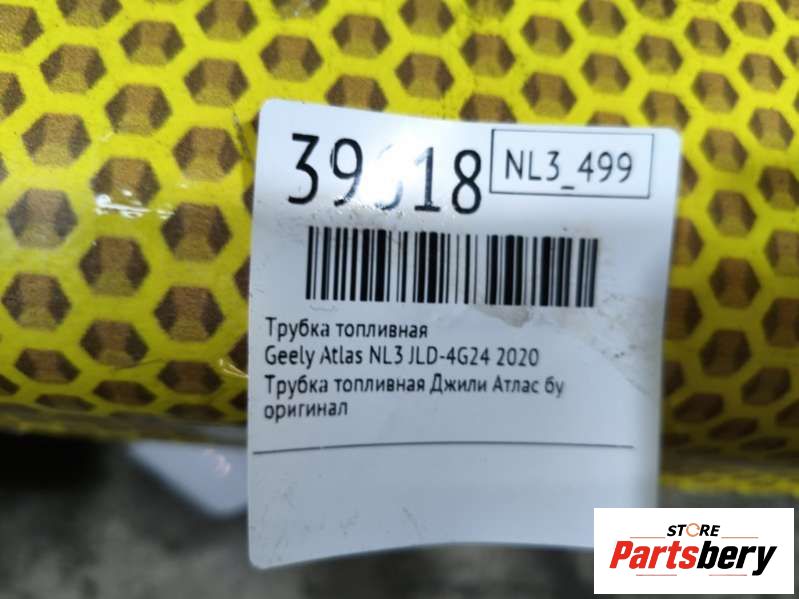 NL3_499
Трубка топливная
Geely Atlas NL3 JLD-4G24 2020
Трубка топливная Джили Атлас бу
оригинал
STORE
Partsbery